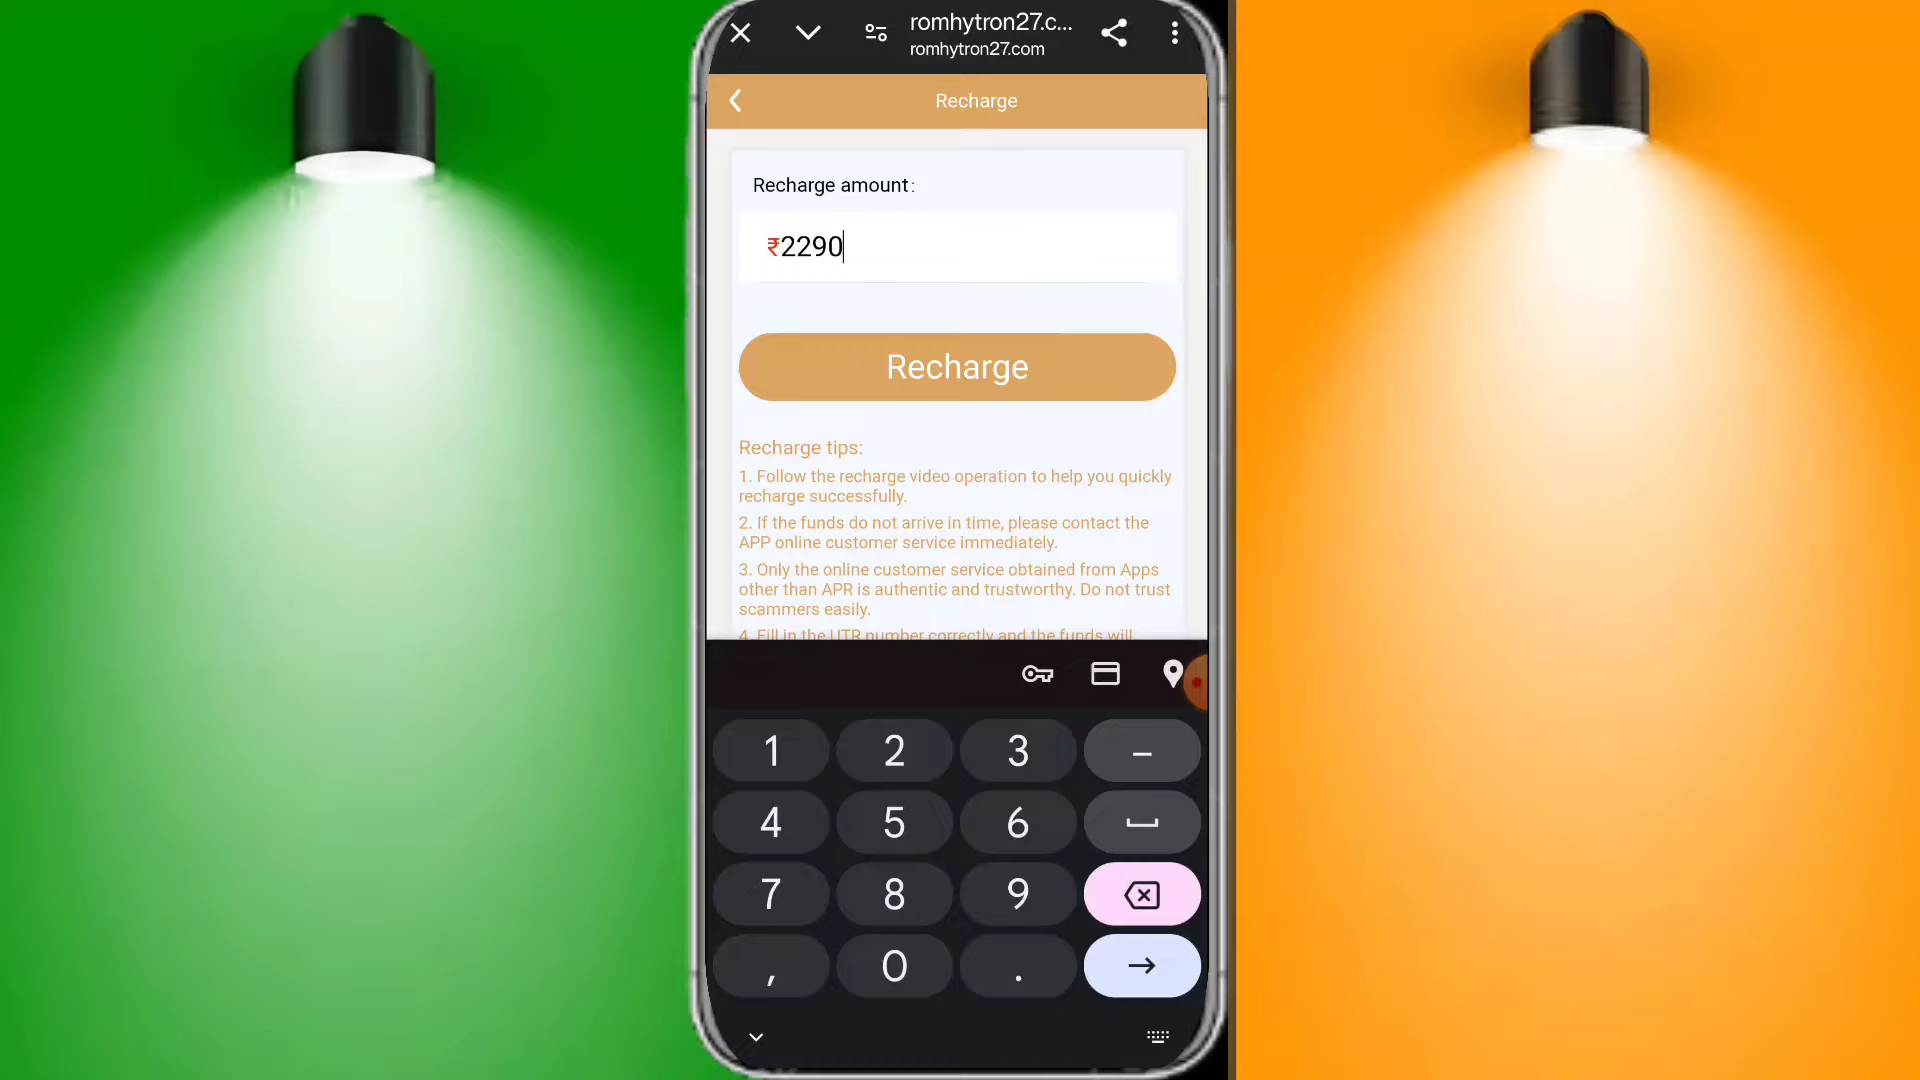 romhytron27.c...
romhytron27.com
Recharge
Recharge amount:
₹2290
Recharge
Recharge tips:
1. Follow the recharge video operation to help you quickly
recharge successfully.
2. If the funds do not arrive in time, please contact the
APP online customer service immediately.
3. Only the online customer service obtained from Apps
other than APR is authentic and trustworthy. Do not trust
scammers easily.
4. Fill in the UTR number correctly and the funds will
1 2 3 –
4 5 6
7 8 9
, 0 .